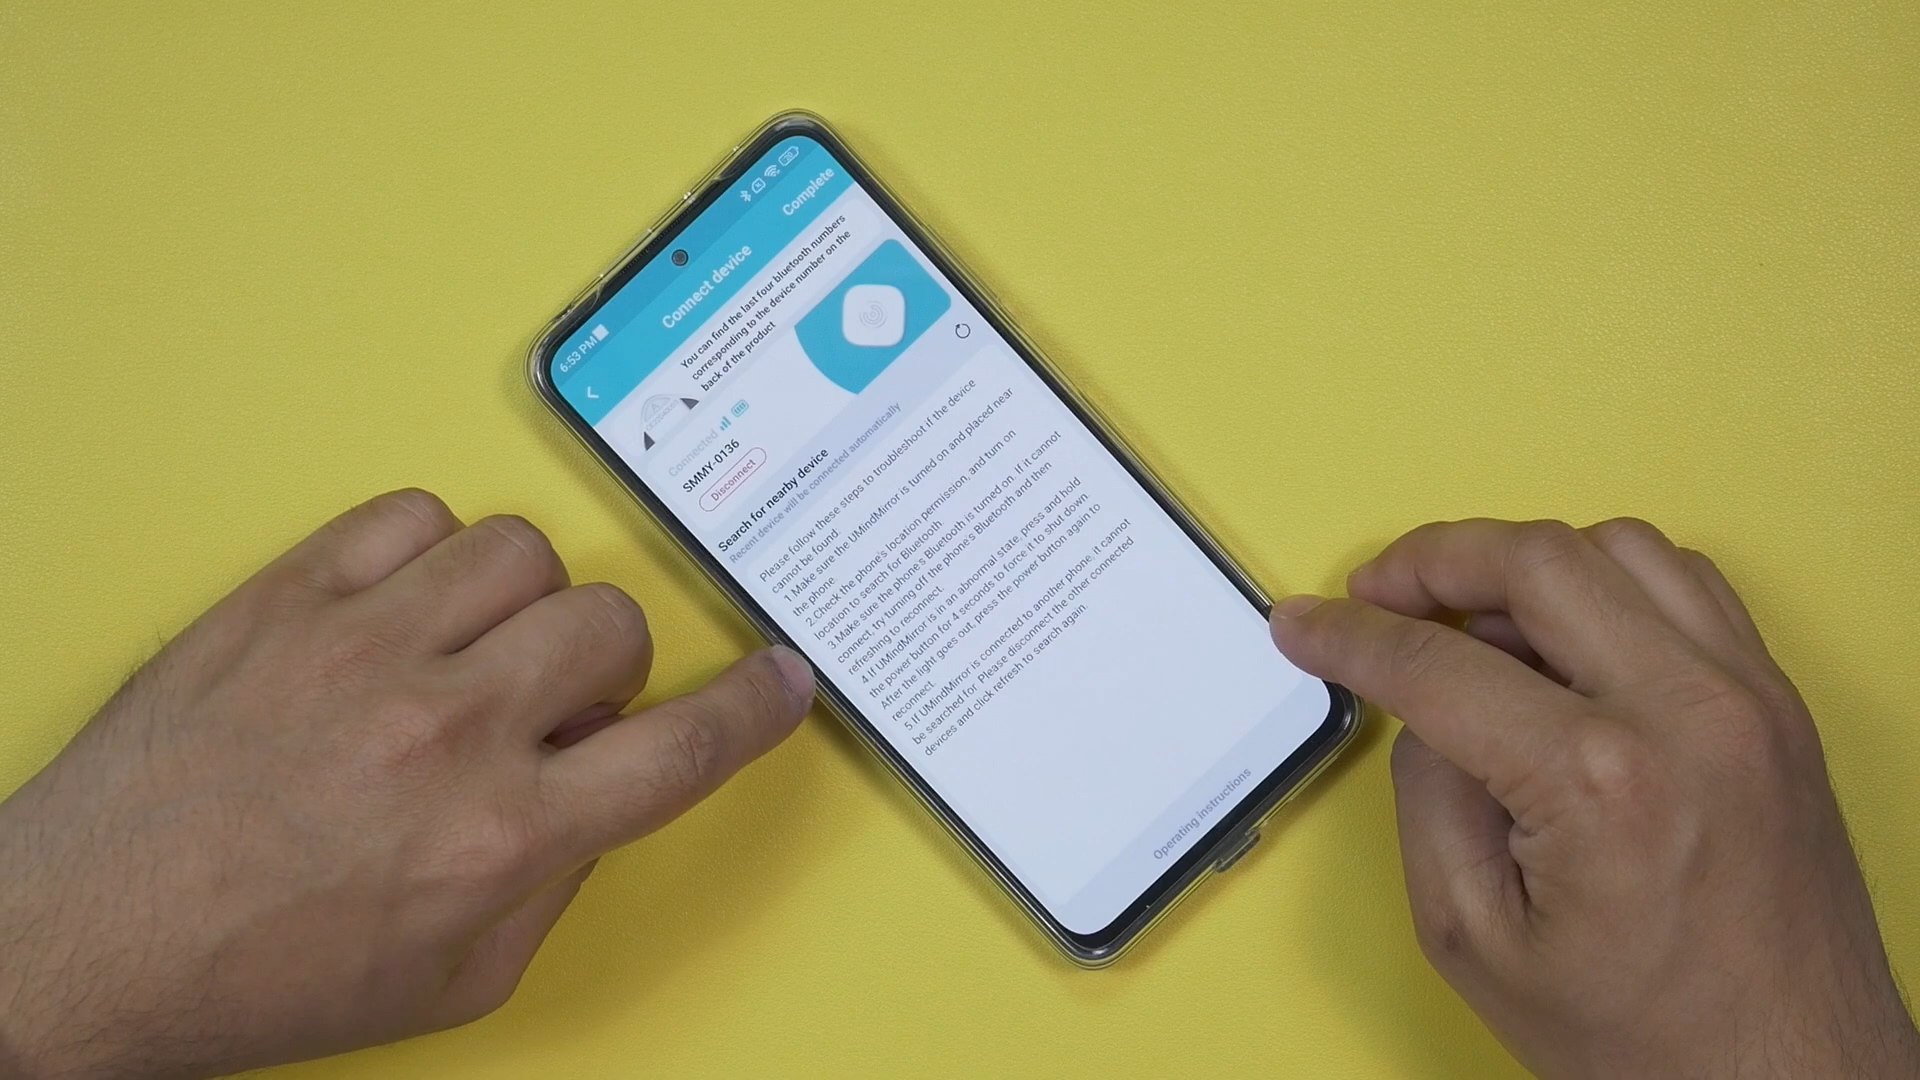 6:53 PM
Connect device
Complete
You can find the last four bluetooth numbers
corresponding to the device number on the
back of the product
Connected
SMMY-0136
Disconnect
Search for nearby device
Recent device will be connected automatically
Please follow these steps to troubleshoot if the device
cannot be found.
1.Make sure the UMindMirror is turned on and placed near
the phone.
2.Check the phone's location permission, and turn on
location to search for Bluetooth.
3.Make sure the phone's Bluetooth is turned on. If it cannot
connect, try turning off the phone's Bluetooth and then
refreshing to reconnect.
4.If UMindMirror is in an abnormal state, press and hold
the power button for 4 seconds to force it to shut down.
After the light goes out, press the power button again to
reconnect.
5.If UMindMirror is connected to another phone, it cannot
be searched for. Please disconnect the other connected
devices and click refresh to search again.
Operating instructions